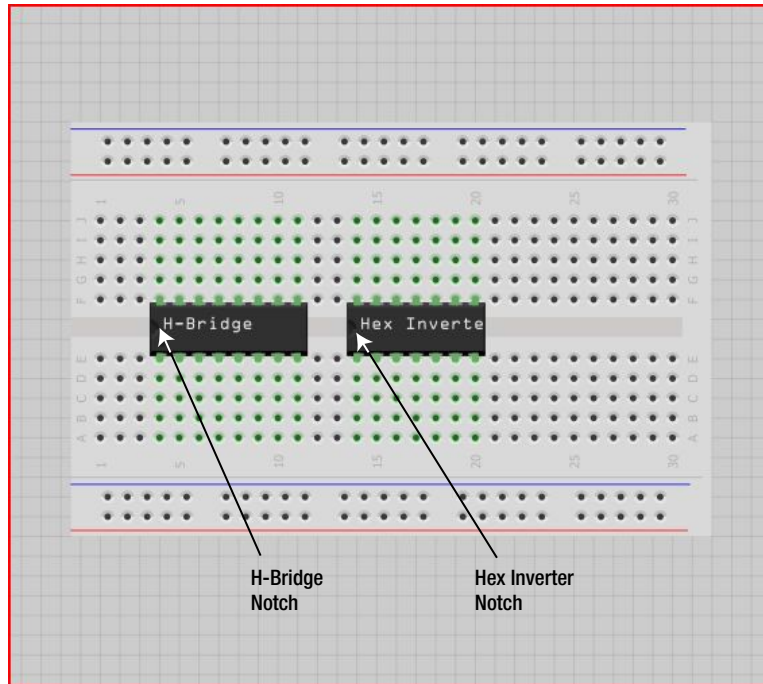 1 5 10 15 20 25 30
J J
I I
H H
G G
F F
H-Bridge Hex Inverte
E E
D D
C C
B B
A A
1 5 10 15 20 25 30
H-Bridge Hex Inverter
Notch Notch